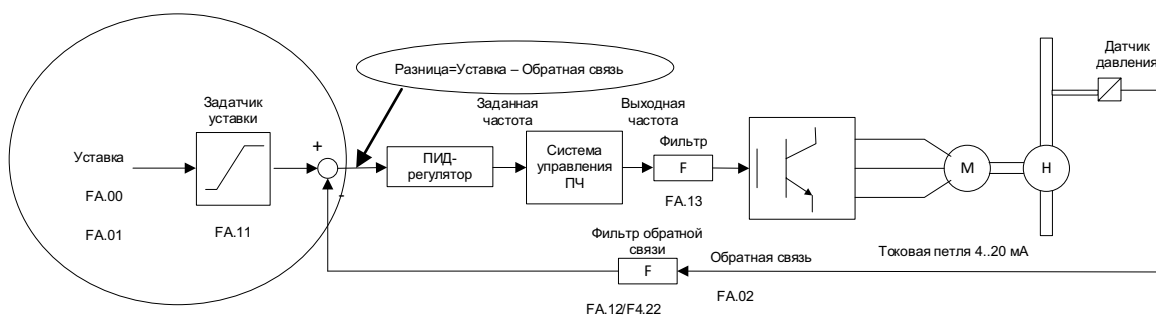 Разница=Уставка – Обратная связь
Датчик
давления
Задатчик
уставки
Заданная
частота
Выходная
частота
Фильтр
+
Уставка
ПИД-
регулятор
Система
управления
ПЧ
F
M
H
-
FA.00
FA.01
FA.11
FA.13
Фильтр обратной
связи
F
Обратная связь
Токовая петля 4..20 мА
FA.02
FA.12/F4.22